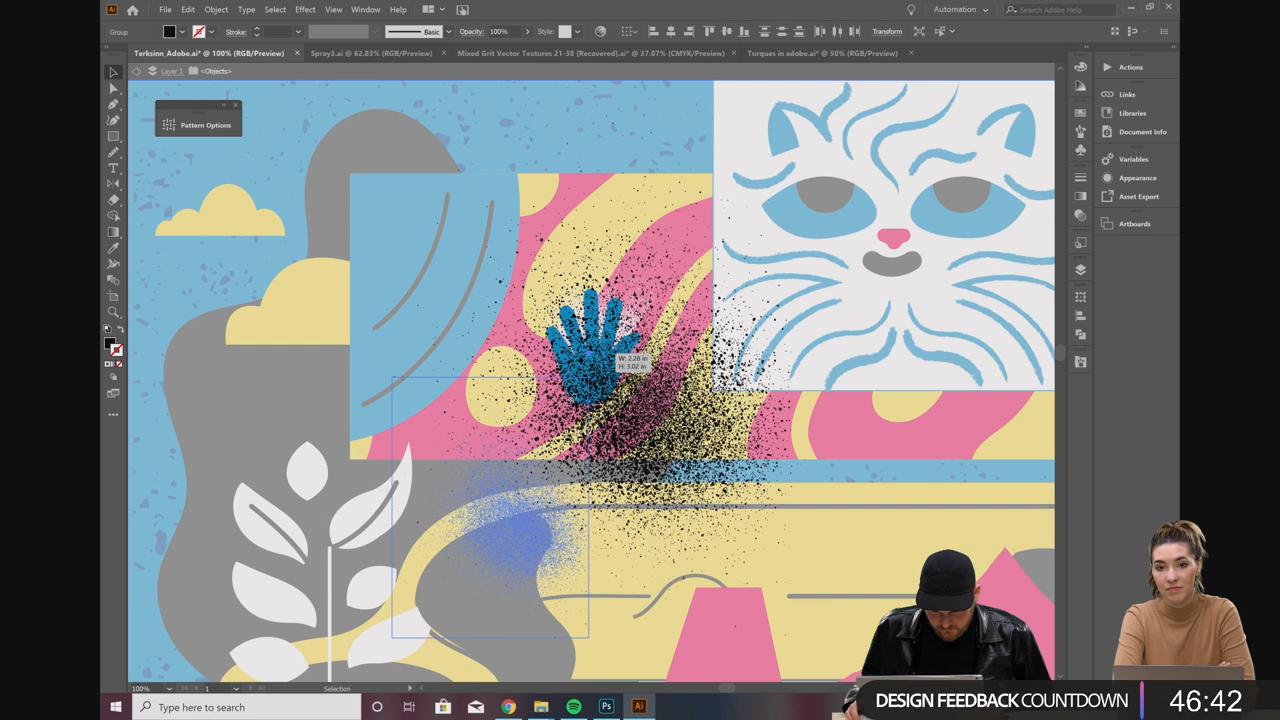 File Edit Object Type Select Effect View Window Help
Automation
Search Adobe Help
Group
Stroke:
Basic
Opacity: 100%
Style:
Transform
Terksinn_Adobe.ai* @ 100% (RGB/Preview)
Spray3.ai @ 62.83% (RGB/Preview)
Mixed Grit Vector Textures 21-38 [Recovered].ai* @ 37.07% (CMYK/Preview)
Turques in adobe.ai* @ 50% (RGB/Preview)
Layer 1
<Objects>
Pattern Options
Actions
Links
Libraries
Document Info
Variables
Appearance
Asset Export
Artboards
W: 2.28 in
H: 3.02 in
100%
1
Selection
Type here to search
Ps
Ai
DESIGN FEEDBACK COUNTDOWN
46:42